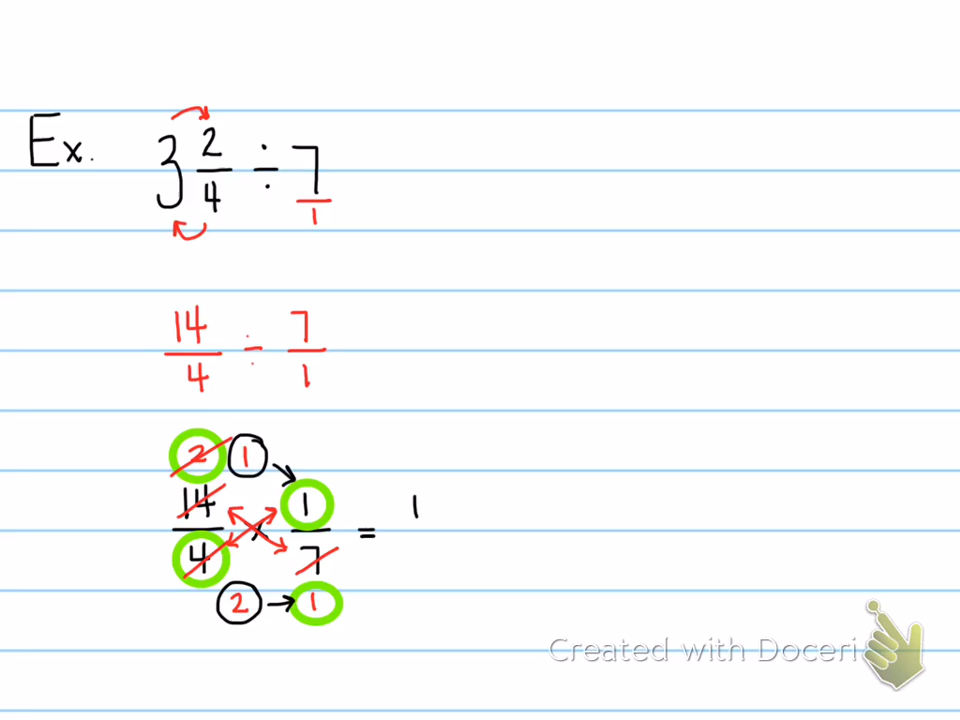 Ex. 3 2/4 ÷ 7/1
14/4 ÷ 7/1
2 1
14/4 × 1/7 = 1
2 → 1
Created with Doceri